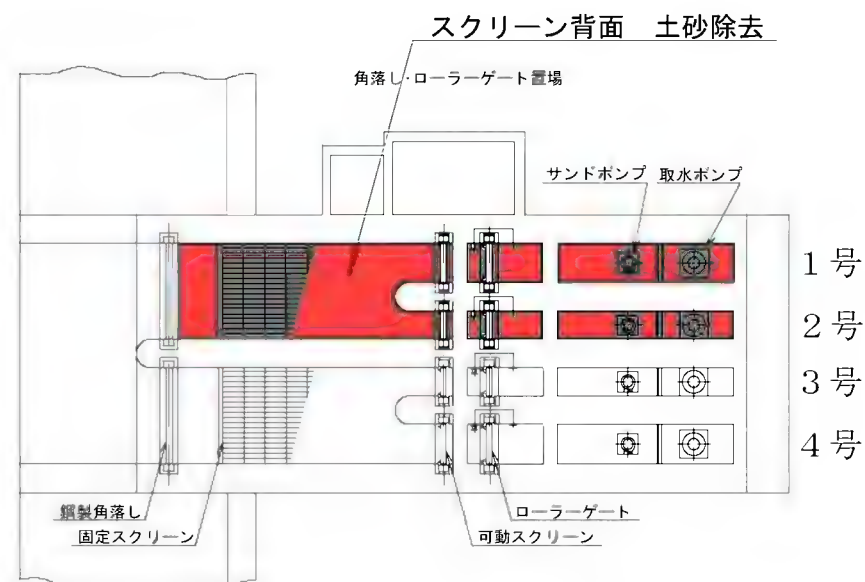 スクリーン背面 土砂除去
角落し・ローラーゲート置場
サンドポンプ
取水ポンプ
1号
2号
3号
4号
鋼製角落し
固定スクリーン
ローラーゲート
可動スクリーン